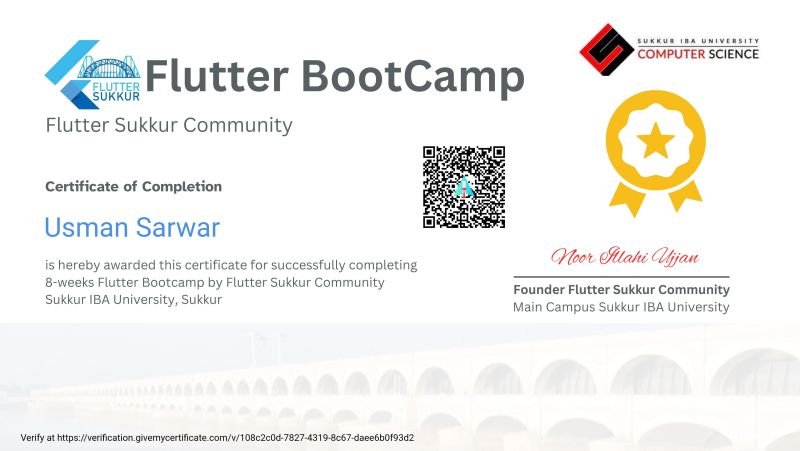 FLUTTER
SUKKUR
Flutter BootCamp
SUKKUR IBA UNIVERSITY
COMPUTER SCIENCE
Flutter Sukkur Community
Certificate of Completion
Usman Sarwar
is hereby awarded this certificate for successfully completing
8-weeks Flutter Bootcamp by Flutter Sukkur Community
Sukkur IBA University, Sukkur
Noor Illahi Ujjan
Founder Flutter Sukkur Community
Main Campus Sukkur IBA University
Verify at https://verification.givemycertificate.com/v/108c2c0d-7827-4319-8c67-daee6b0f93d2